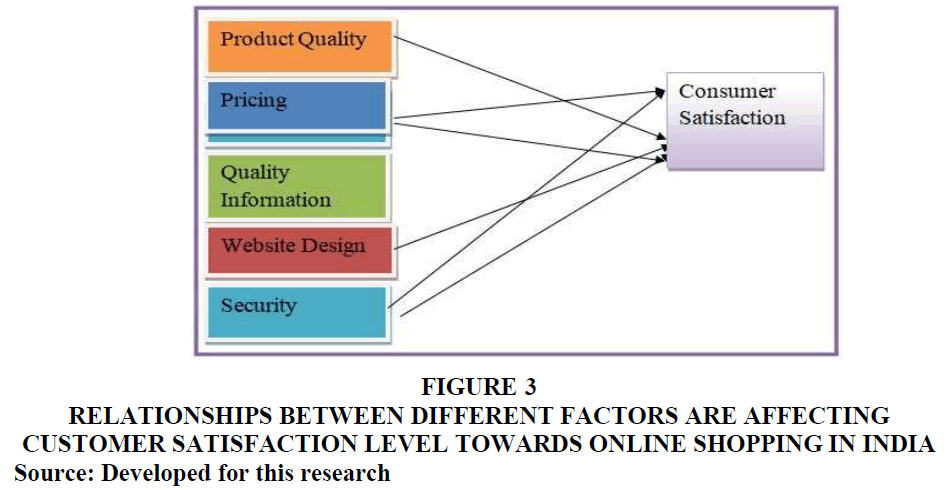 Product Quality
Pricing
Quality
Information
Website Design
Security
Consumer
Satisfaction
FIGURE 3
RELATIONSHIPS BETWEEN DIFFERENT FACTORS ARE AFFECTING
CUSTOMER SATISFACTION LEVEL TOWARDS ONLINE SHOPPING IN INDIA
Source: Developed for this research